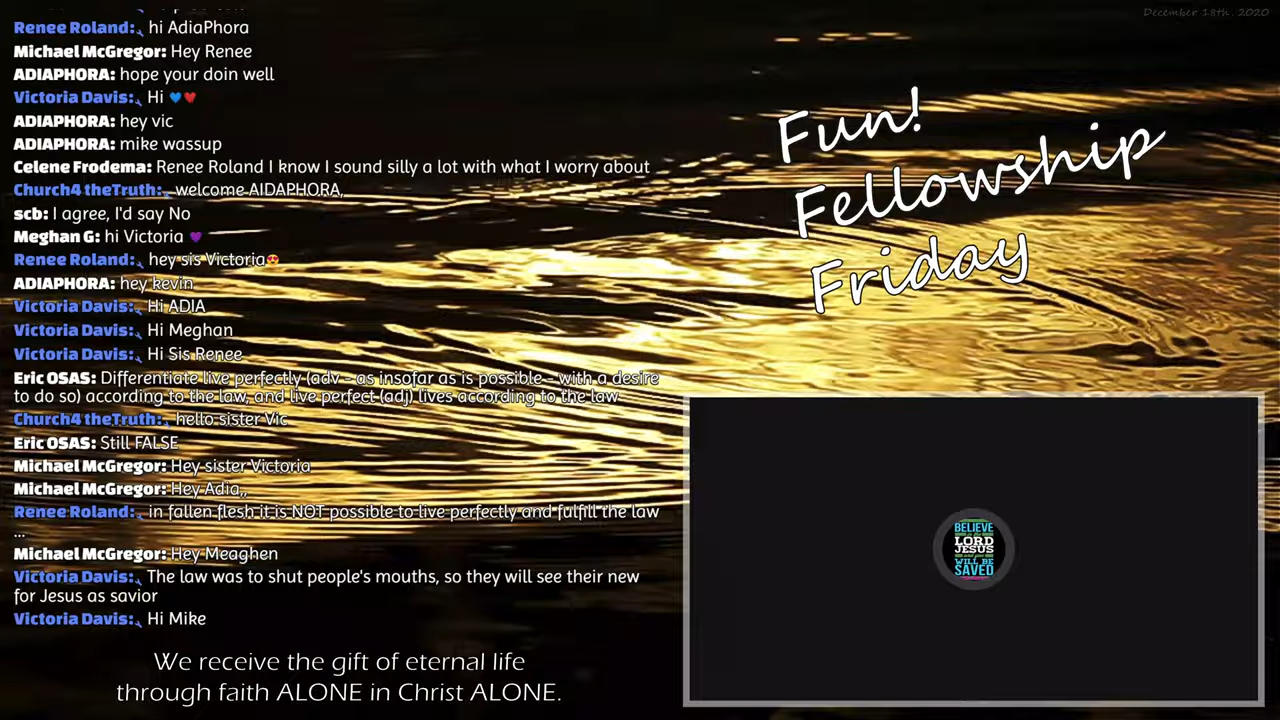 December 18th, 2020
Renee Roland: hi AdiaPhora
Michael McGregor: Hey Renee
ADIAPHORA: hope your doin well
Victoria Davis: Hi 💙❤️
ADIAPHORA: hey vic
ADIAPHORA: mike wassup
Celene Frodema: Renee Roland I know I sound silly a lot with what I worry about
Church4 theTruth: welcome AIDAPHORA,
scb: I agree, I'd say No
Meghan G: hi Victoria 💜
Renee Roland: hey sis Victoria😍
ADIAPHORA: hey kevin
Victoria Davis: Hi ADIA
Victoria Davis: Hi Meghan
Victoria Davis: Hi Sis Renee
Eric OSAS: Differentiate live perfectly (adv - as insofar as is possible - with a desire
to do so) according to the law, and live perfect (adj) lives according to the law
Church4 theTruth: hello sister Vic
Eric OSAS: Still FALSE
Michael McGregor: Hey sister Victoria
Michael McGregor: Hey Adia,,
Renee Roland: in fallen flesh it is NOT possible to live perfectly and fulfill the law
...
Michael McGregor: Hey Meaghen
Victoria Davis: The law was to shut people's mouths, so they will see their new
for Jesus as savior
Victoria Davis: Hi Mike
We receive the gift of eternal life
through faith ALONE in Christ ALONE.
Fun!
Fellowship
Friday
BELIEVE
LORD
JESUS
WILL BE
SAVED